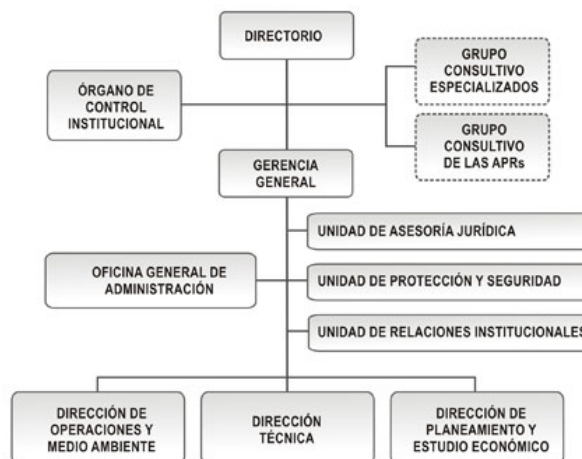 DIRECTORIO
GRUPO
CONSULTIVO
ESPECIALIZADOS
ÓRGANO DE
CONTROL
INSTITUCIONAL
GRUPO
CONSULTIVO
DE LAS APRs
GERENCIA
GENERAL
UNIDAD DE ASESORÍA JURÍDICA
OFICINA GENERAL DE
ADMINISTRACIÓN
UNIDAD DE PROTECCIÓN Y SEGURIDAD
UNIDAD DE RELACIONES INSTITUCIONALES
DIRECCIÓN DE
OPERACIONES Y
MEDIO AMBIENTE
DIRECCIÓN
TÉCNICA
DIRECCIÓN DE
PLANEAMIENTO Y
ESTUDIO ECONÓMICO